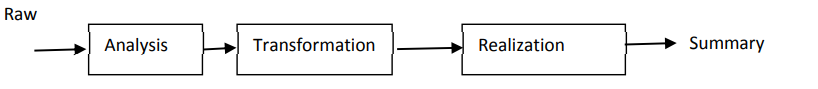 Raw
Analysis
Transformation
Realization
Summary